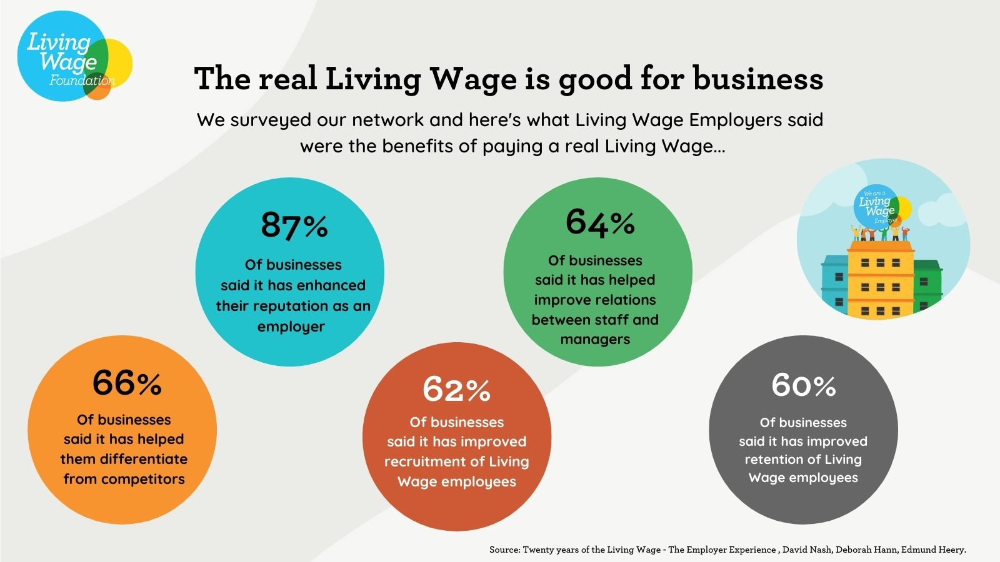 Living
Wage
Foundation
The real Living Wage is good for business
We surveyed our network and here's what Living Wage Employers said
were the benefits of paying a real Living Wage...
87%
Of businesses
said it has enhanced
their reputation as an
employer
64%
Of businesses
said it has helped
improve relations
between staff and
managers
We are a
Living
Wage
Employer
66%
Of businesses
said it has helped
them differentiate
from competitors
62%
Of businesses
said it has improved
recruitment of Living
Wage employees
60%
Of businesses
said it has improved
retention of Living
Wage employees
Source: Twenty years of the Living Wage - The Employer Experience , David Nash, Deborah Hann, Edmund Heery.